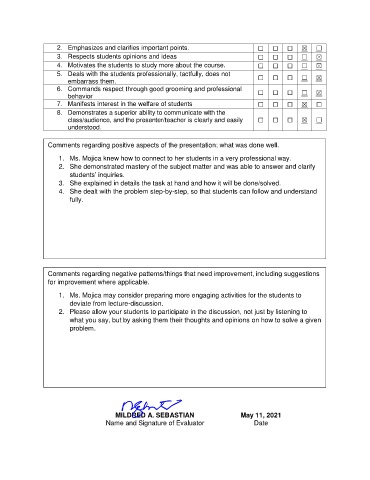 2. Emphasizes and clarifies important points ☐ ☐ ☐ ☒ ☐
3. Respects students opinions and ideas ☐ ☐ ☐ ☐ ☒
4. Motivates the students to study more about the course. ☐ ☐ ☐ ☐ ☒
5. Deals with the students professionally, tactfully, does not
embarrass them. ☐ ☐ ☐ ☐ ☒
6. Commands respect through good grooming and professional
behavior ☐ ☐ ☐ ☐ ☒
7. Manifests interest in the welfare of students ☐ ☐ ☐ ☒ ☐
8. Demonstrates a superior ability to communicate with the
class/audience, and the presenter/teacher is clearly and easily
understood. ☐ ☐ ☐ ☒ ☐
Comments regarding positive aspects of the presentation; what was done well.
1. Ms. Mojica knew how to connect to her students in a very professional way.
2. She demonstrated mastery of the subject matter and was able to answer and clarify
students' inquiries.
3. She explained in details the task at hand and how it will be done/solved.
4. She dealt with the problem step-by-step, so that students can follow and understand
fully.
Comments regarding negative patterns/things that need improvement, including suggestions
for improvement where applicable.
1. Ms. Mojica may consider preparing more engaging activities for the students to
deviate from lecture-discussion.
2. Please allow your students to participate in the discussion, not just by listening to
what you say, but by asking them their thoughts and opinions on how to solve a given
problem.
MILDRED A. SEBASTIAN May 11, 2021
Name and Signature of Evaluator Date